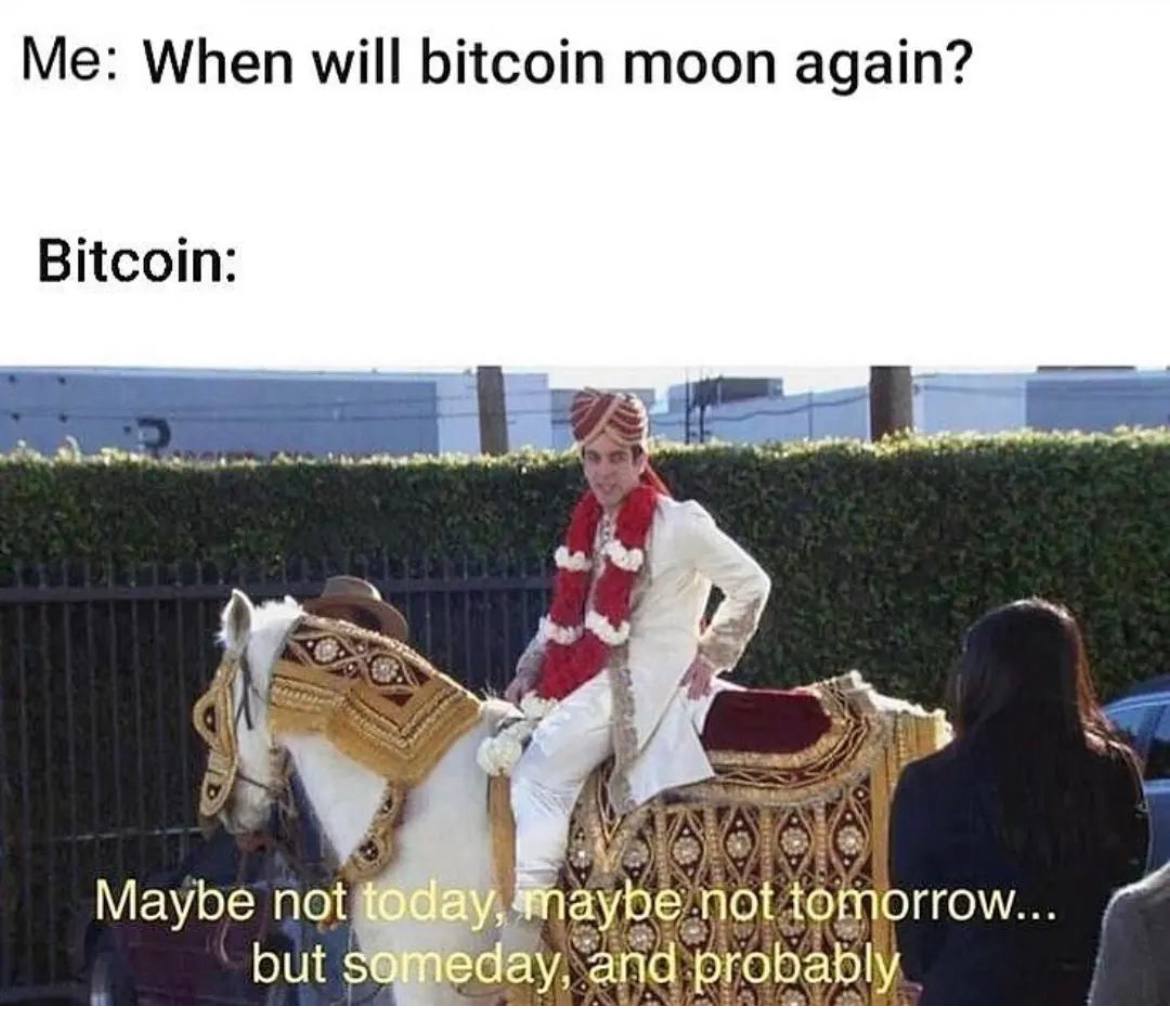 Me: When will bitcoin moon again?
Bitcoin:
Maybe not today, maybe not tomorrow...
but someday, and probably